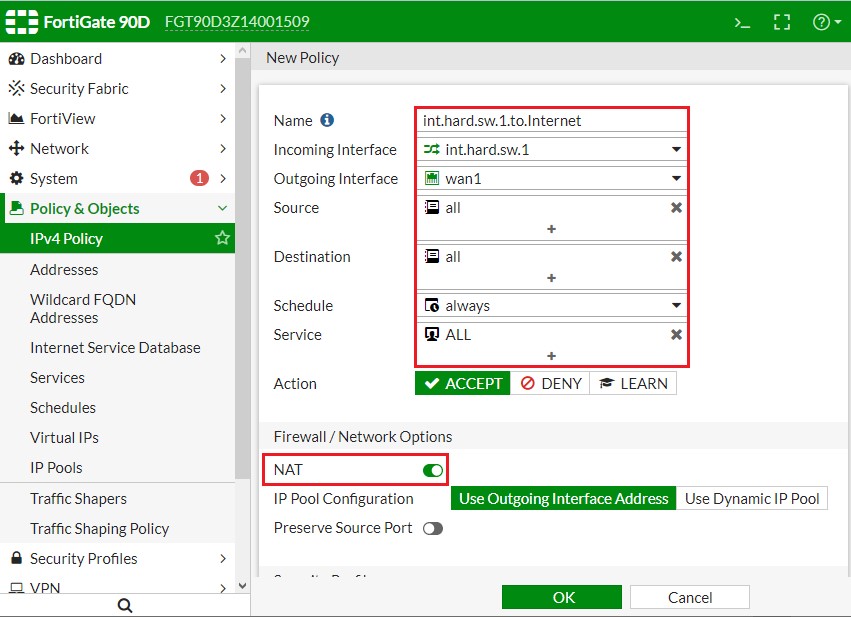 FortiGate 90D FGT90D3Z14001509 >_ ?
Dashboard
Security Fabric
FortiView
Network
System 1
Policy & Objects
IPv4 Policy
Addresses
Wildcard FQDN
Addresses
Internet Service Database
Services
Schedules
Virtual IPs
IP Pools
Traffic Shapers
Traffic Shaping Policy
Security Profiles
VPN
New Policy
Name int.hard.sw.1.to.Internet
Incoming Interface int.hard.sw.1
Outgoing Interface wan1
Source all
+
Destination all
+
Schedule always
Service ALL
+
Action ACCEPT DENY LEARN
Firewall / Network Options
NAT
IP Pool Configuration Use Outgoing Interface Address Use Dynamic IP Pool
Preserve Source Port
OK Cancel